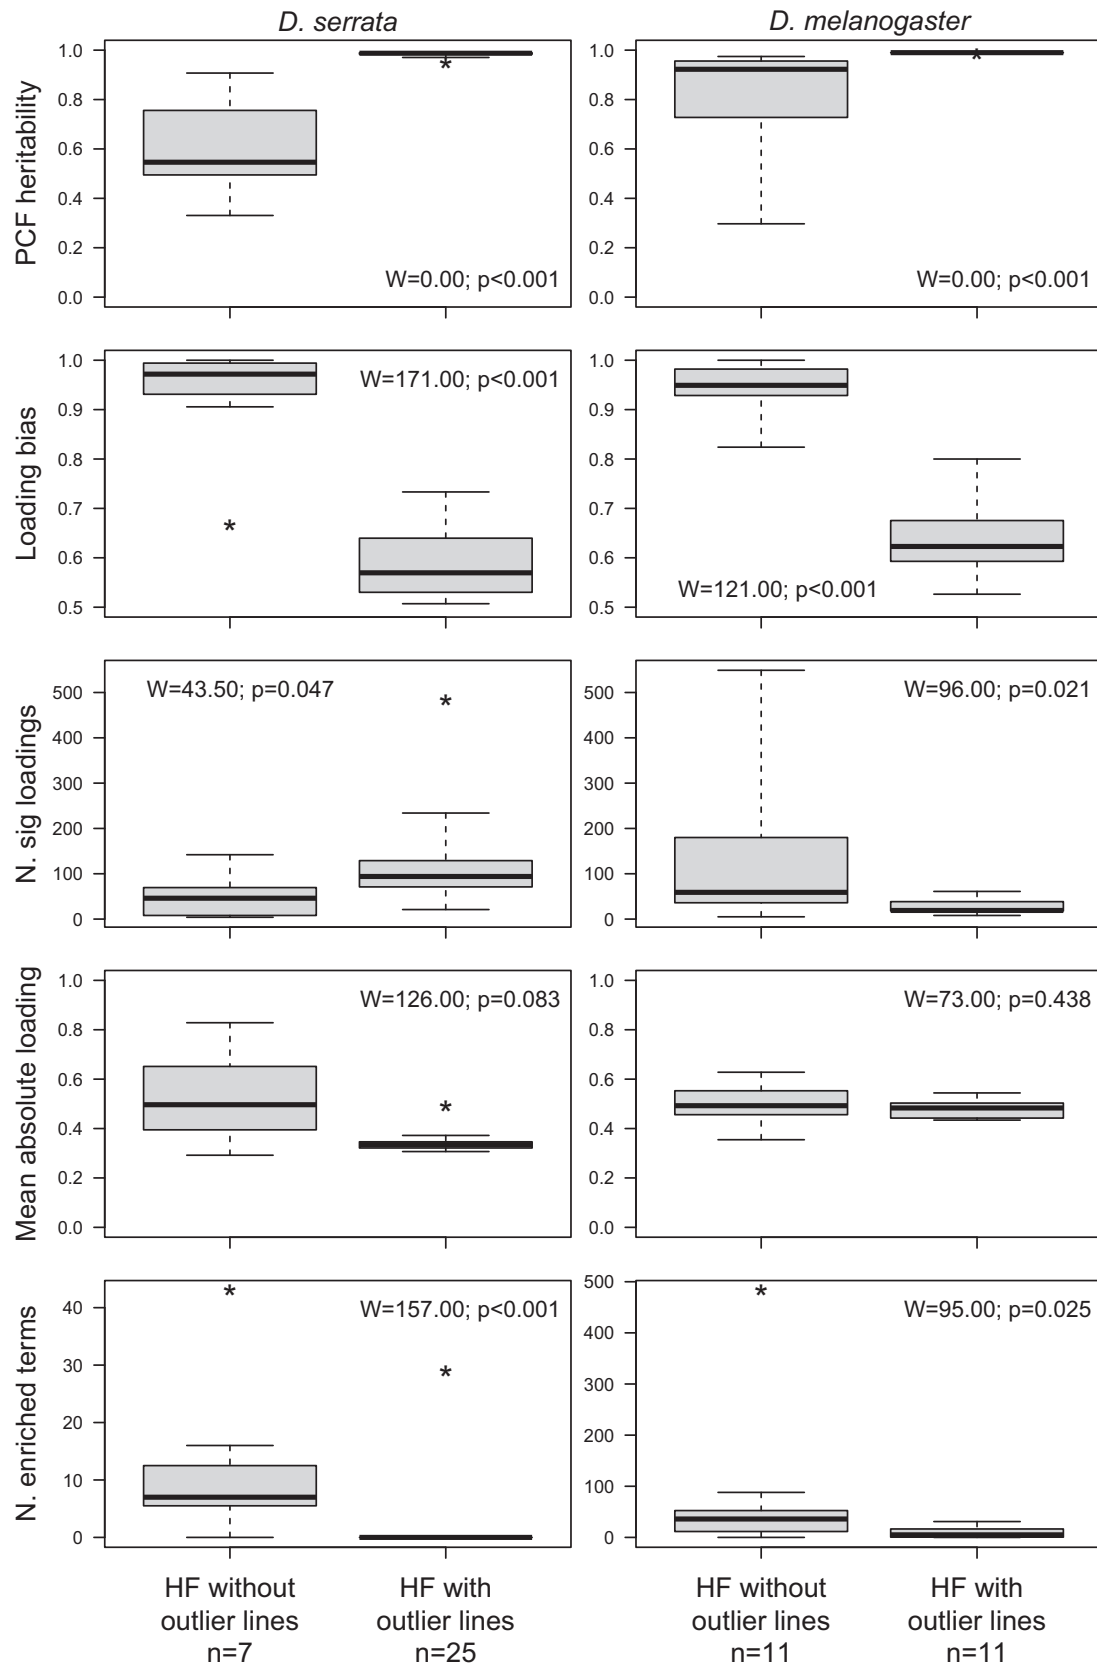 D. serrata
D. melanogaster
PCF heritability
1.0
0.8
0.6
0.4
0.2
0.0
*
W=0.00; p<0.001
1.0
0.8
0.6
0.4
0.2
0.0
*
W=0.00; p<0.001
Loading bias
1.0
0.9
0.8
0.7
0.6
0.5
W=171.00; p<0.001
*
1.0
0.9
0.8
0.7
0.6
0.5
W=121.00; p<0.001
N. sig loadings
500
400
300
200
100
0
W=43.50; p=0.047
*
500
400
300
200
100
0
W=96.00; p=0.021
Mean absolute loading
1.0
0.8
0.6
0.4
0.2
0.0
W=126.00; p=0.083
*
1.0
0.8
0.6
0.4
0.2
0.0
W=73.00; p=0.438
N. enriched terms
40
30
20
10
0
*
W=157.00; p<0.001
*
500
400
300
200
100
0
*
W=95.00; p=0.025
HF without
outlier lines
n=7
HF with
outlier lines
n=25
HF without
outlier lines
n=11
HF with
outlier lines
n=11